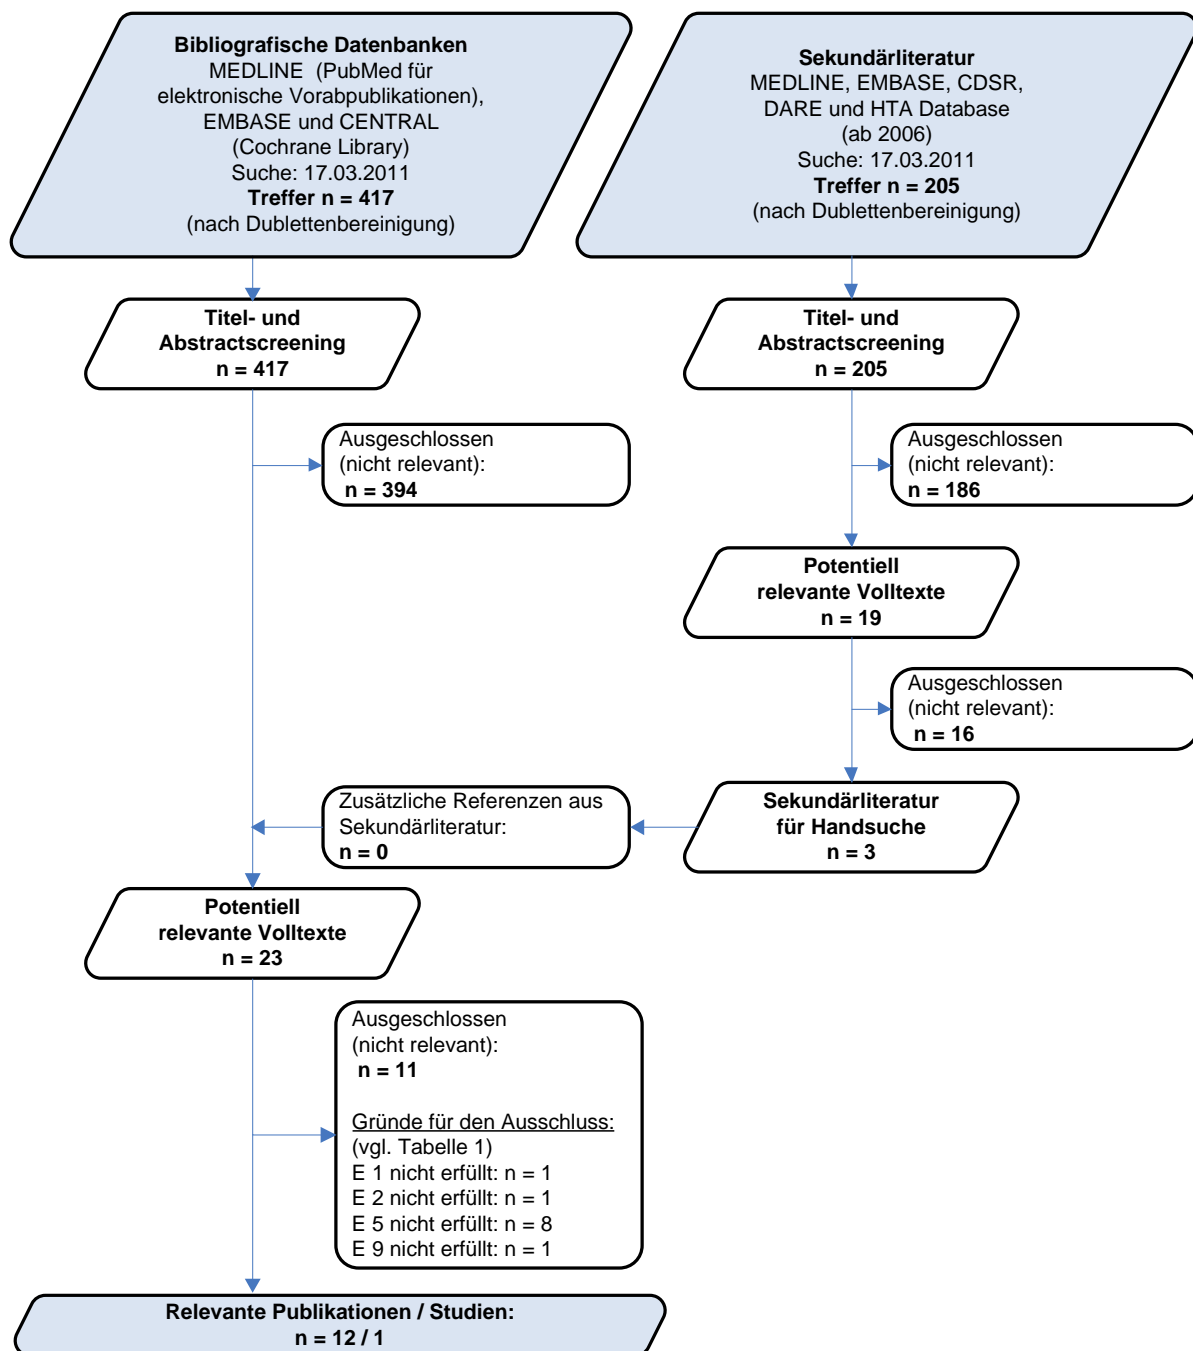 Bibliografische Datenbanken
MEDLINE (PubMed für
elektronische Vorabpublikationen),
EMBASE und CENTRAL
(Cochrane Library)
Suche: 17.03.2011
Treffer n = 417
(nach Dublettenbereinigung)
Sekundärliteratur
MEDLINE, EMBASE, CDSR,
DARE und HTA Database
(ab 2006)
Suche: 17.03.2011
Treffer n = 205
(nach Dublettenbereinigung)
Titel- und
Abstractscreening
n = 417
Titel- und
Abstractscreening
n = 205
Ausgeschlossen
(nicht relevant):
n = 394
Ausgeschlossen
(nicht relevant):
n = 186
Potentiell
relevante Volltexte
n = 19
Ausgeschlossen
(nicht relevant):
n = 16
Zusätzliche Referenzen aus
Sekundärliteratur:
n = 0
Sekundärliteratur
für Handsuche
n = 3
Potentiell
relevante Volltexte
n = 23
Ausgeschlossen
(nicht relevant):
n = 11
Gründe für den Ausschluss:
(vgl. Tabelle 1)
E 1 nicht erfüllt: n = 1
E 2 nicht erfüllt: n = 1
E 5 nicht erfüllt: n = 8
E 9 nicht erfüllt: n = 1
Relevante Publikationen / Studien:
n = 12 / 1